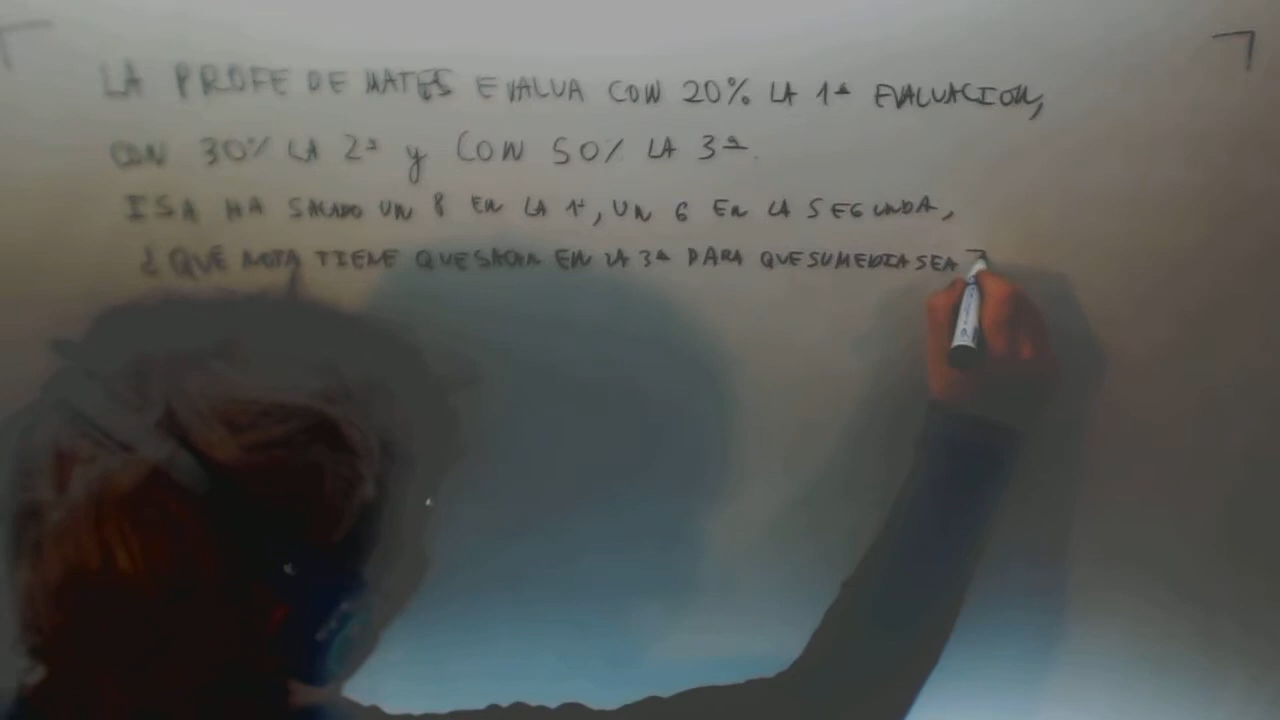 LA PROFE DE MATES EVALUA CON 20% LA 1ª EVALUACION,
CON 30% LA 2ª y CON 50% LA 3ª.
ISA HA SACADO UN 8 EN LA 1ª, UN 6 EN LA SEGUNDA,
¿QUÉ NOTA TIENE QUE SACAR EN LA 3ª PARA QUE SU MEDIA SEA 7